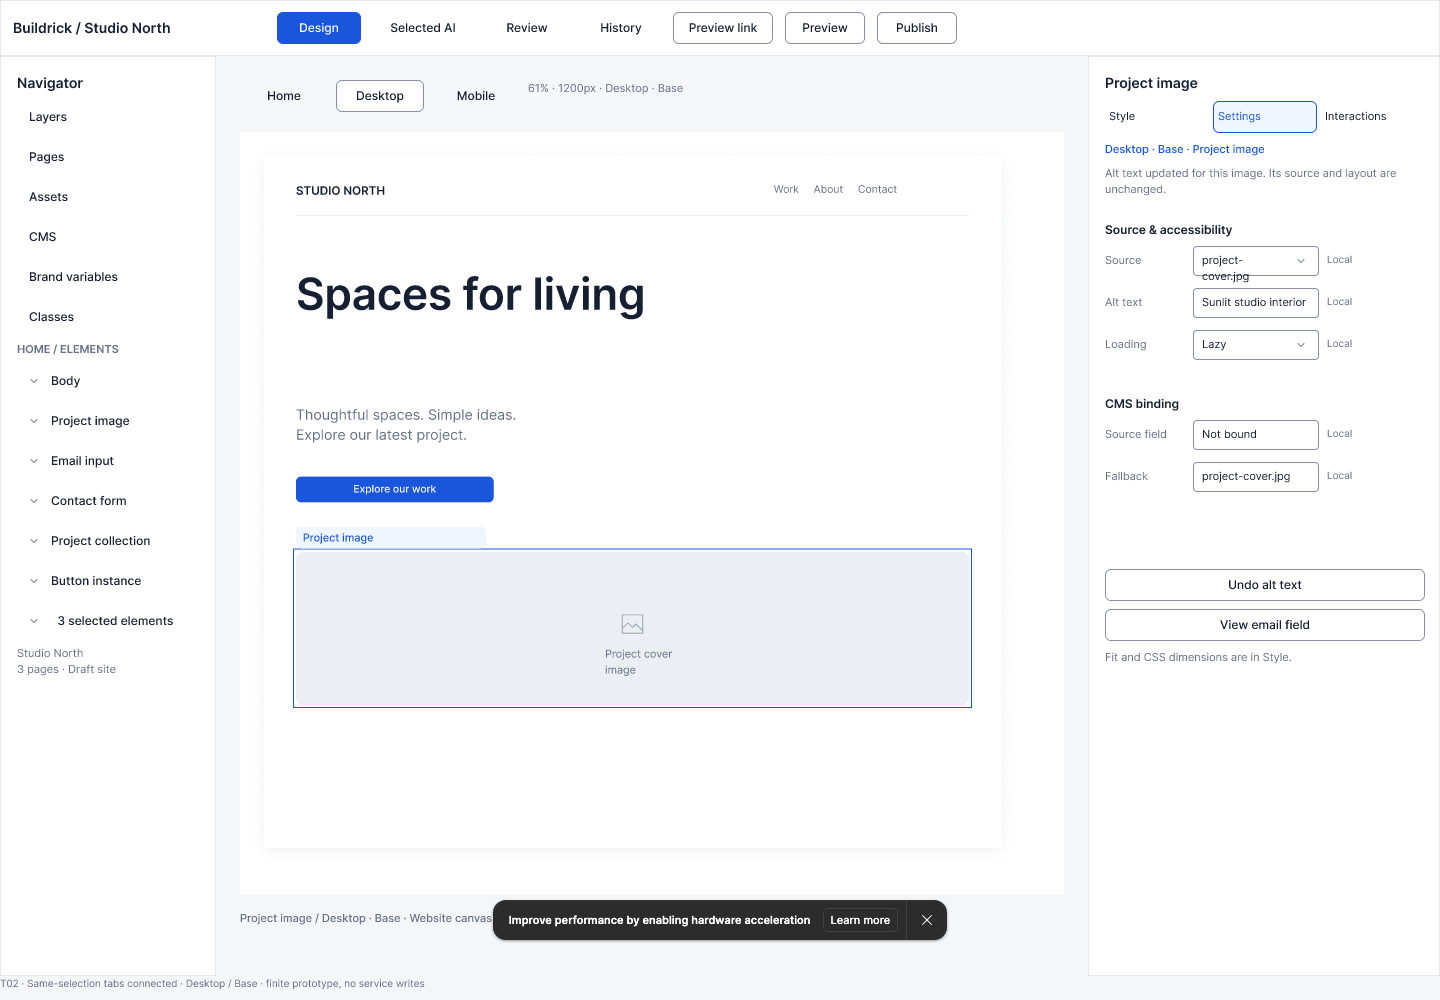 Buildrick / Studio North
Design
Selected AI
Review
History
Preview link
Preview
Publish
Navigator
Layers
Pages
Assets
CMS
Brand variables
Classes
HOME / ELEMENTS
Body
Project image
Email input
Contact form
Project collection
Button instance
3 selected elements
Studio North
3 pages · Draft site
Home
Desktop
Mobile
61% · 1200px · Desktop · Base
STUDIO NORTH
Work
About
Contact
Spaces for living
Thoughtful spaces. Simple ideas.
Explore our latest project.
Explore our work
Project image
Project cover
image
Project image / Desktop · Base · Website canvas
Improve performance by enabling hardware acceleration
Learn more
Project image
Style
Settings
Interactions
Desktop · Base · Project image
Alt text updated for this image. Its source and layout are
unchanged.
Source & accessibility
Source
project-
cover.jpg
Local
Alt text
Sunlit studio interior
Local
Loading
Lazy
Local
CMS binding
Source field
Not bound
Local
Fallback
project-cover.jpg
Local
Undo alt text
View email field
Fit and CSS dimensions are in Style.
T02 · Same-selection tabs connected · Desktop / Base · finite prototype, no service writes